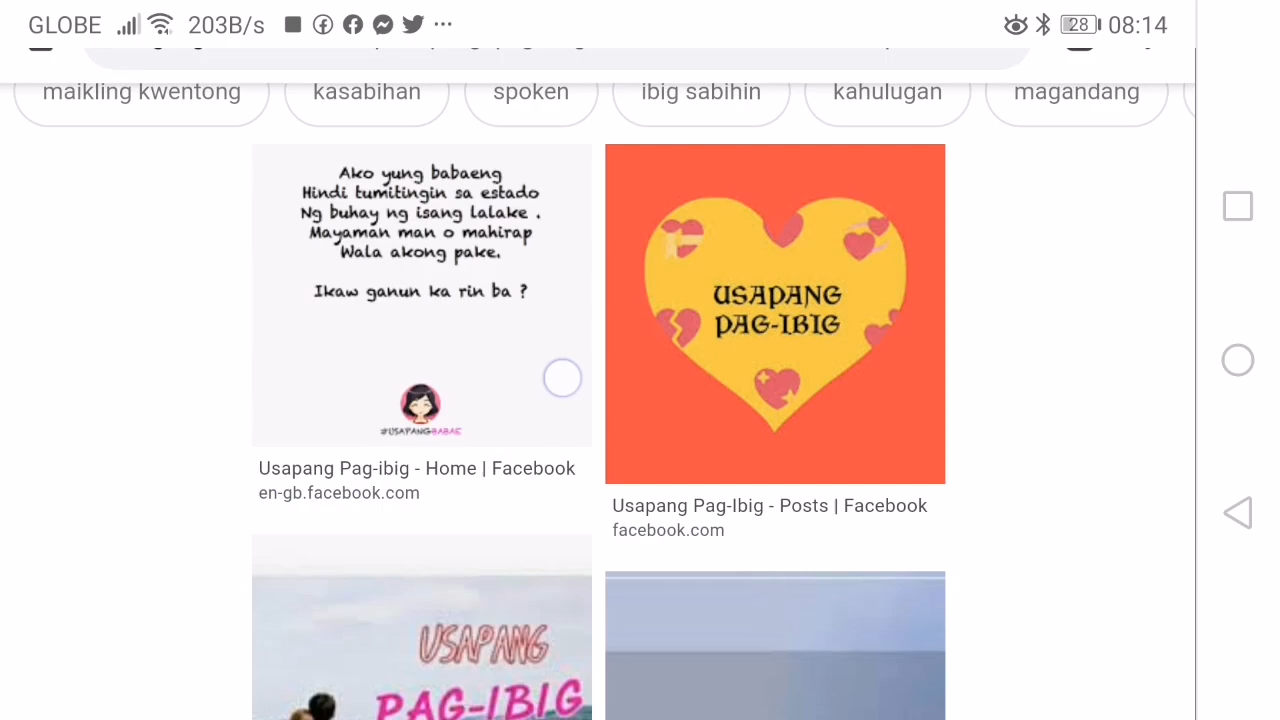 GLOBE 203B/s 28 08:14
maikling kwentong kasabihan spoken ibig sabihin kahulugan magandang
Ako yung babaeng
Hindi tumitingin sa estado
Ng buhay ng isang lalake .
Mayaman man o mahirap
Wala akong pake.
Ikaw ganun ka rin ba ?
#USAPANGBABAE
Usapang Pag-ibig - Home | Facebook
en-gb.facebook.com
USAPANG
PAG-IBIG
Usapang Pag-Ibig - Posts | Facebook
facebook.com
USAPANG
PAG-IBIG